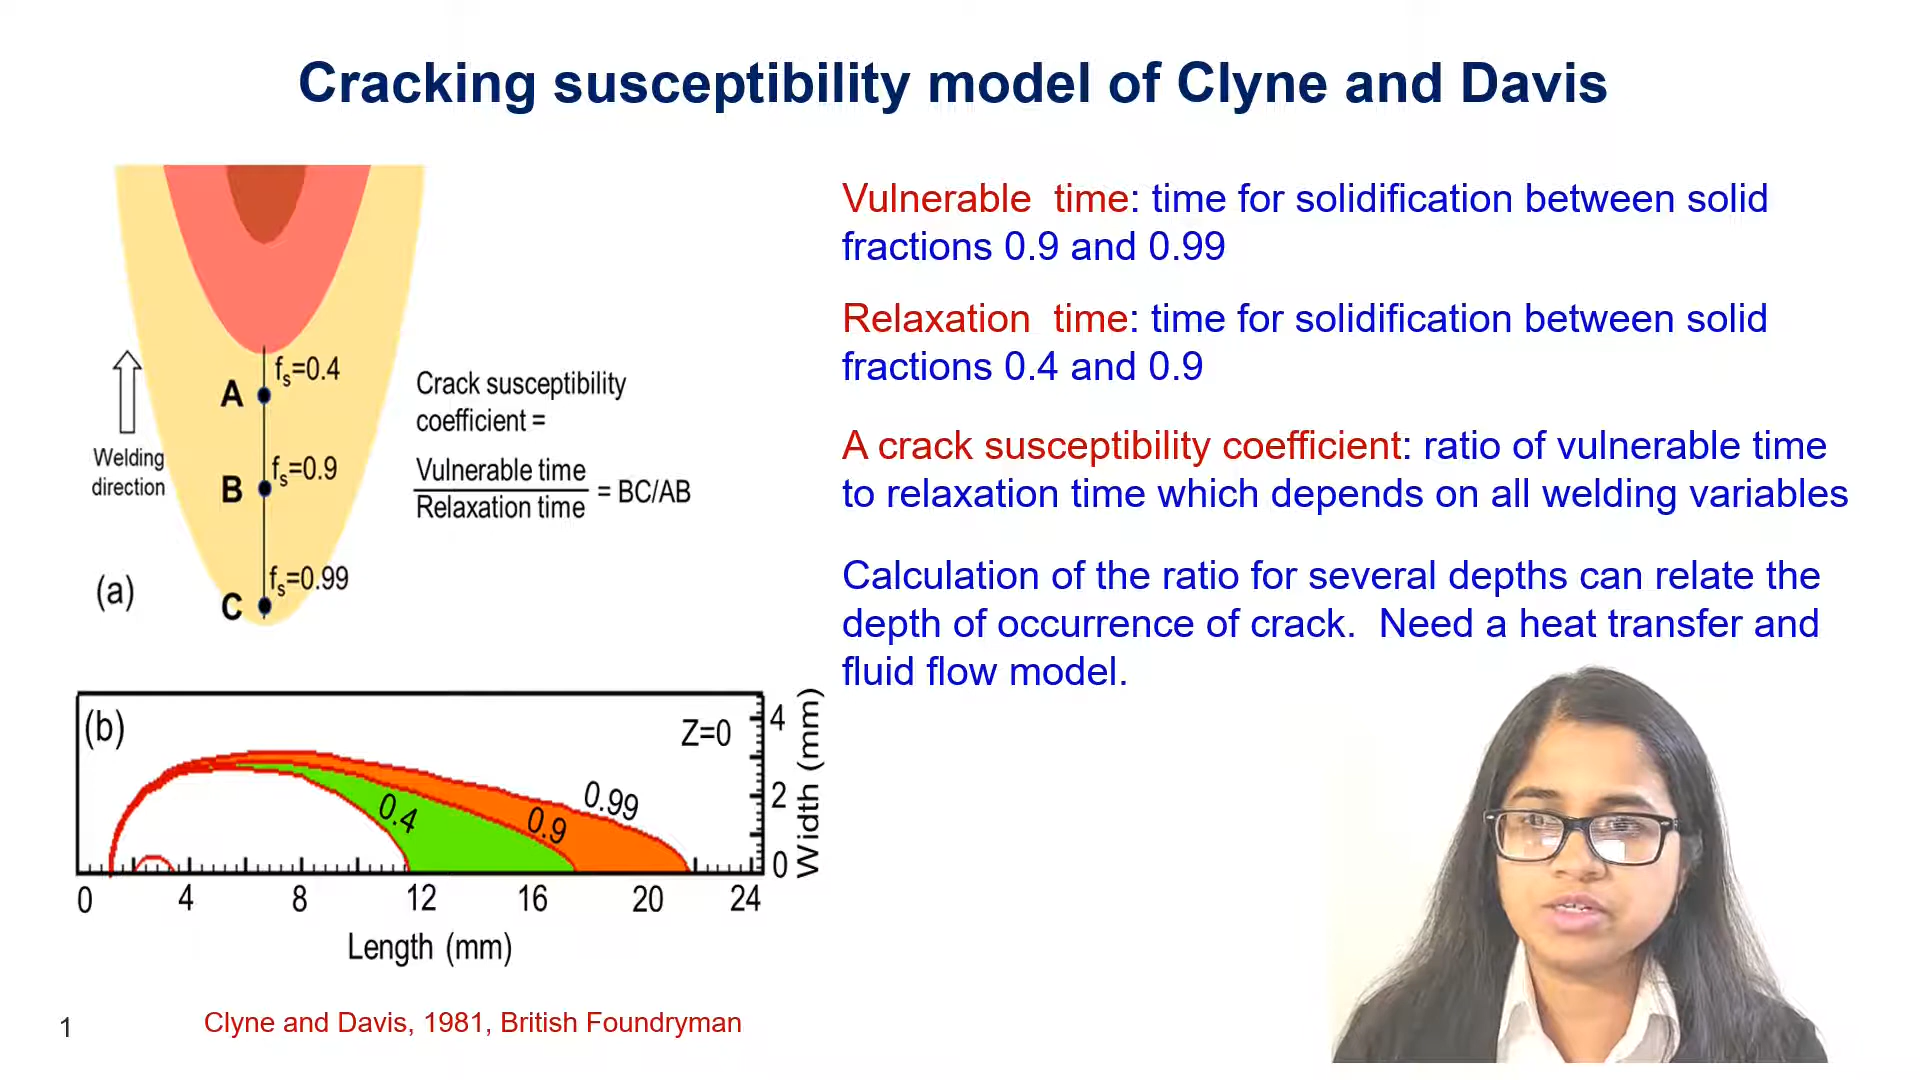 Cracking susceptibility model of Clyne and Davis
fs=0.4
A
fs=0.9
B
fs=0.99
C
Welding
direction
(a)
Crack susceptibility
coefficient =
Vulnerable time
Relaxation time
= BC/AB
Vulnerable time: time for solidification between solid
fractions 0.9 and 0.99
Relaxation time: time for solidification between solid
fractions 0.4 and 0.9
A crack susceptibility coefficient: ratio of vulnerable time
to relaxation time which depends on all welding variables
Calculation of the ratio for several depths can relate the
depth of occurrence of crack. Need a heat transfer and
fluid flow model.
(b)
Z=0
0.4
0.9
0.99
4
2
0
Width (mm)
0 4 8 12 16 20 24
Length (mm)
1
Clyne and Davis, 1981, British Foundryman